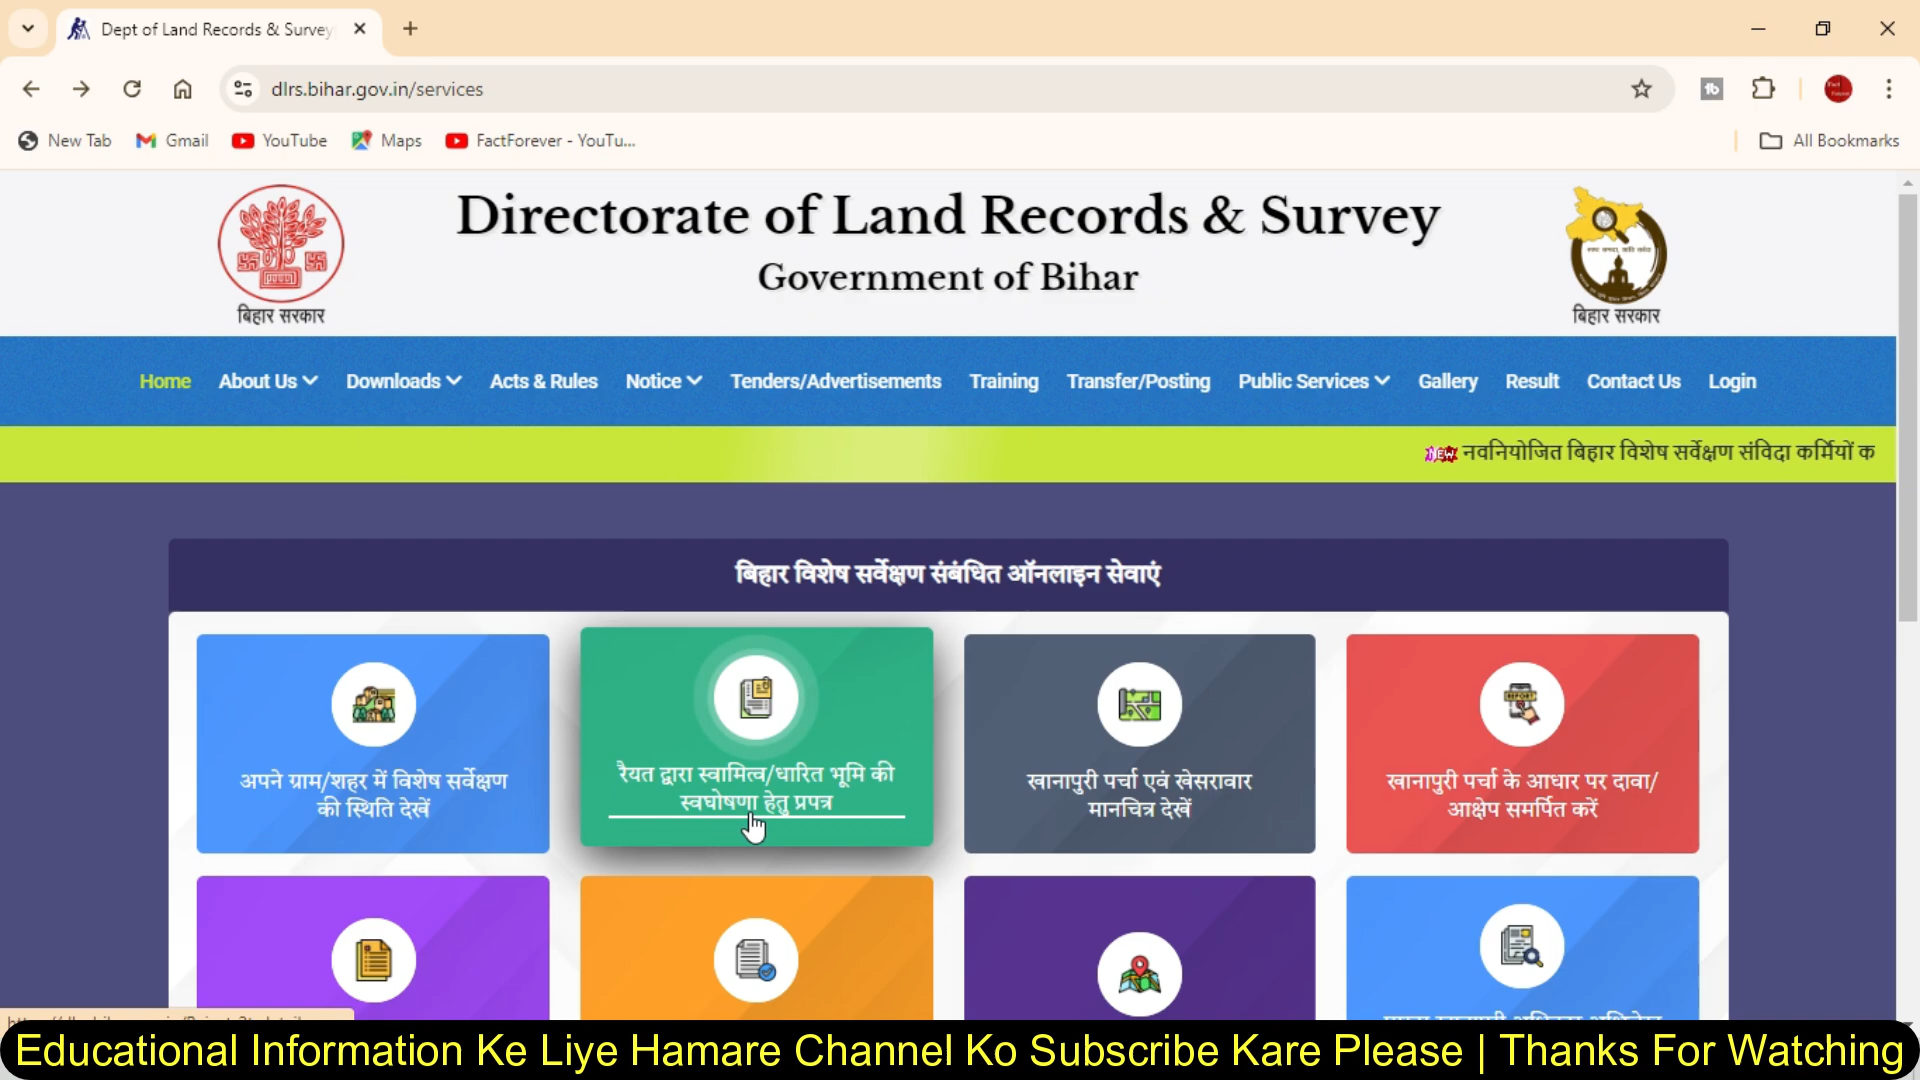 Dept of Land Records & Survey
dlrs.bihar.gov.in/services
New Tab
Gmail
YouTube
Maps
FactForever - YouTu...
All Bookmarks
Directorate of Land Records & Survey
Government of Bihar
बिहार सरकार
बिहार सरकार
Home About Us Downloads Acts & Rules Notice Tenders/Advertisements Training Transfer/Posting Public Services Gallery Result Contact Us Login
NEW नवनियोजित बिहार विशेष सर्वेक्षण संविदा कर्मियों क
बिहार विशेष सर्वेक्षण संबंधित ऑनलाइन सेवाएं
अपने ग्राम/शहर में विशेष सर्वेक्षण
की स्थिति देखें
रैयत द्वारा स्वामित्व/धारित भूमि की
स्वघोषणा हेतु प्रपत्र
खानापुरी पर्चा एवं खेसरावार
मानचित्र देखें
खानापुरी पर्चा के आधार पर दावा/
आक्षेप समर्पित करें
Educational Information Ke Liye Hamare Channel Ko Subscribe Kare Please | Thanks For Watching